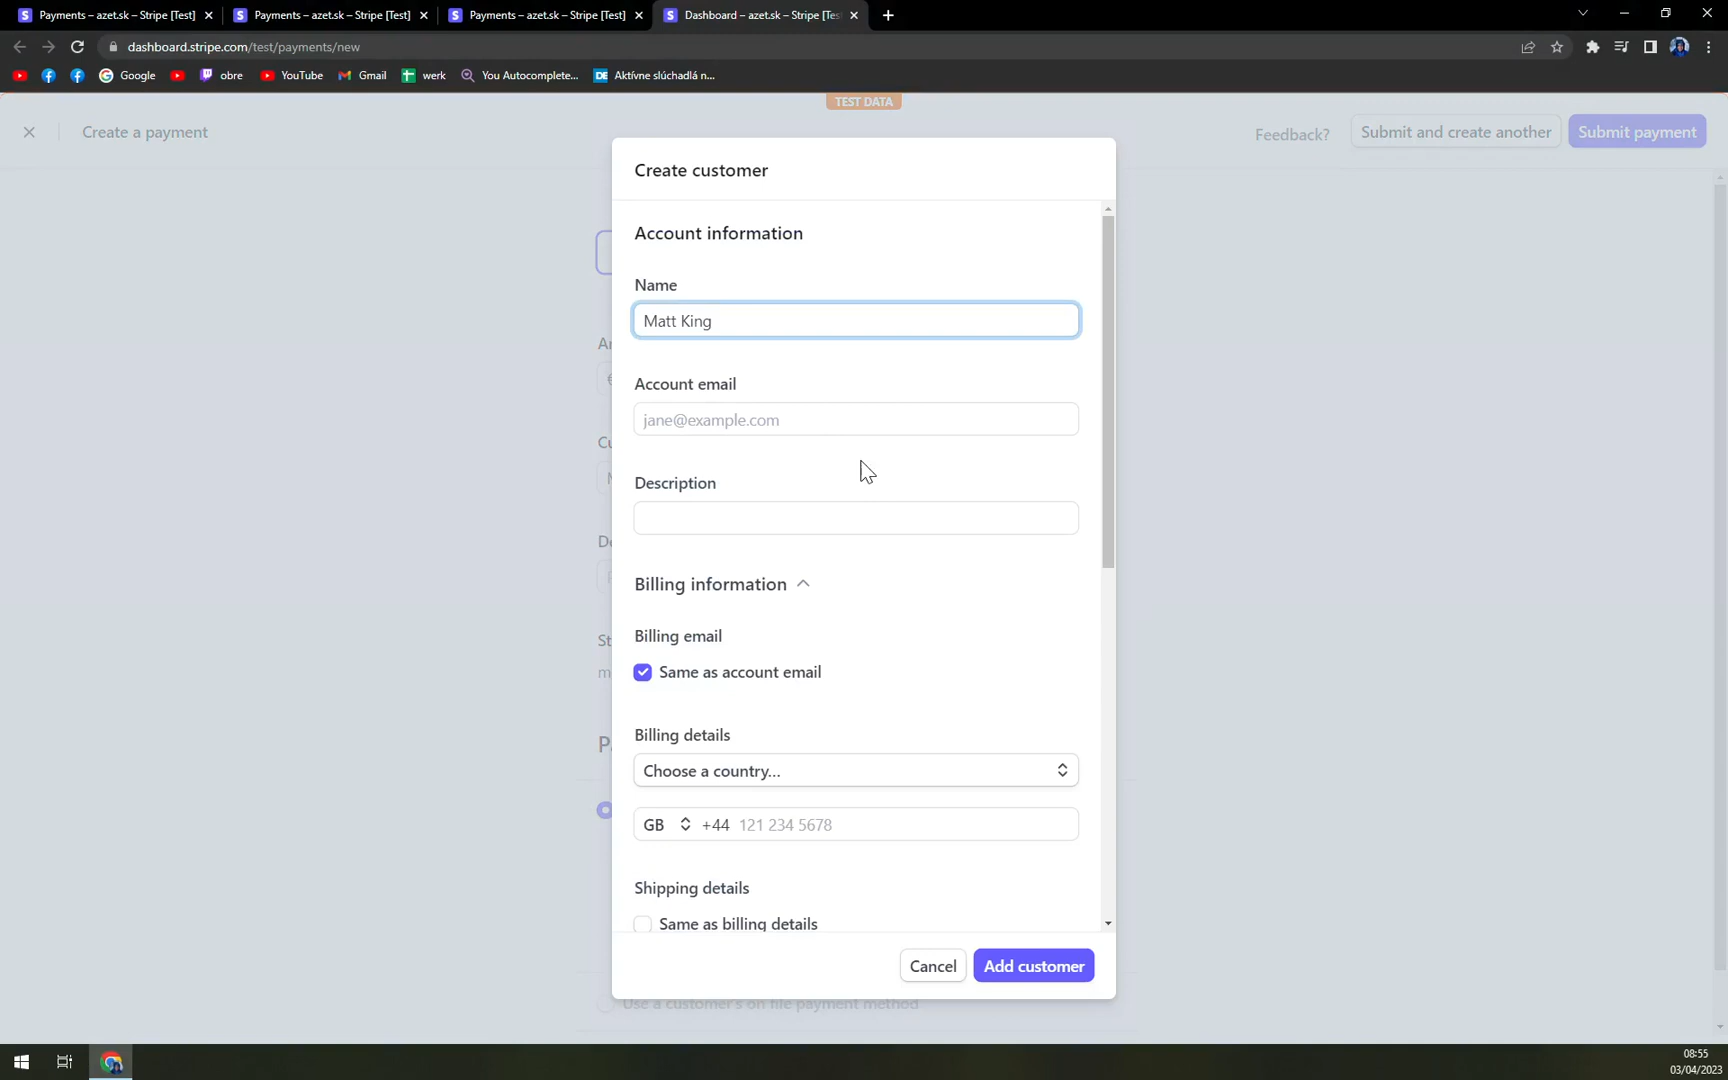 Payments – azet.sk – Stripe [Test]
Payments – azet.sk – Stripe [Test]
Payments – azet.sk – Stripe [Test]
Dashboard – azet.sk – Stripe [Tes
dashboard.stripe.com/test/payments/new
Google
obre
YouTube
Gmail
werk
You Autocomplete...
DE Aktívne slúchadlá n...
TEST DATA
Create a payment
Feedback?
Submit and create another
Submit payment
Create customer
Account information
Name
Matt King
Account email
jane@example.com
Description
Billing information
Billing email
Same as account email
Billing details
Choose a country...
GB +44 121 234 5678
Shipping details
Same as billing details
Cancel
Add customer
Use a customer's on file payment method
08:55
03/04/2023